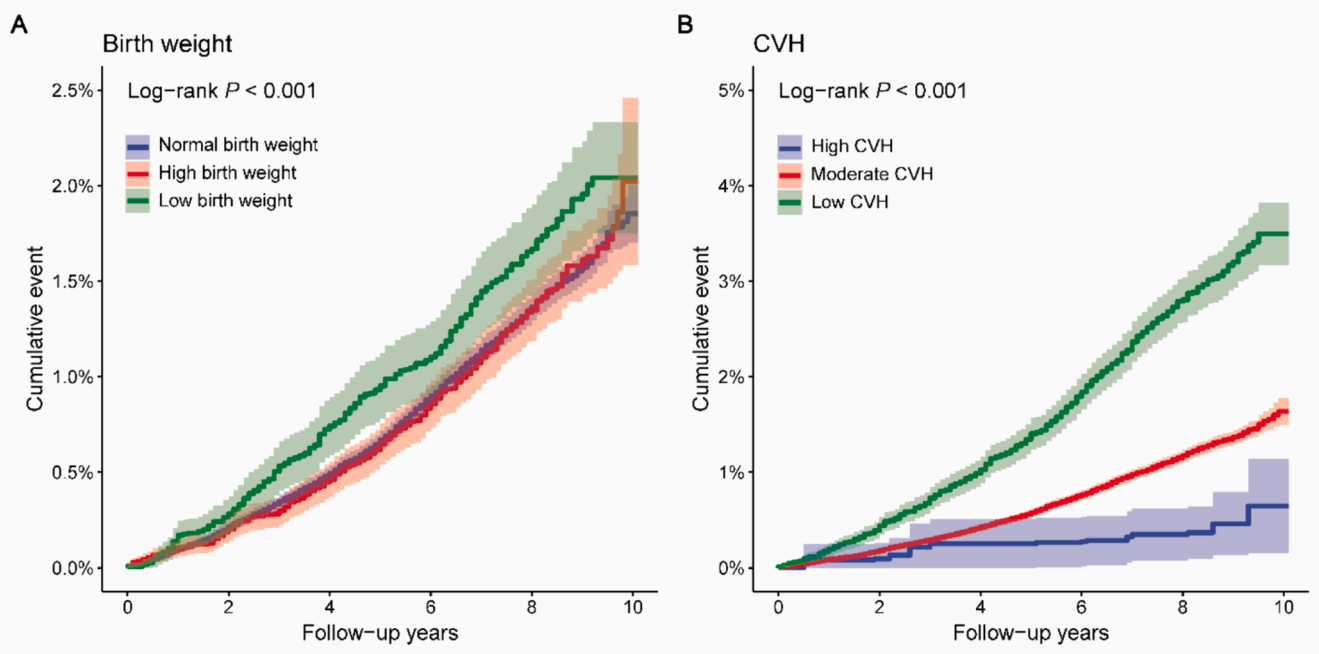 A
Birth weight
Log−rank P < 0.001
Normal birth weight
High birth weight
Low birth weight
2.5%
2.0%
1.5%
1.0%
0.5%
0.0%
Cumulative event
0 2 4 6 8 10
Follow−up years
B
CVH
Log−rank P < 0.001
High CVH
Moderate CVH
Low CVH
5%
4%
3%
2%
1%
0%
Cumulative event
0 2 4 6 8 10
Follow−up years